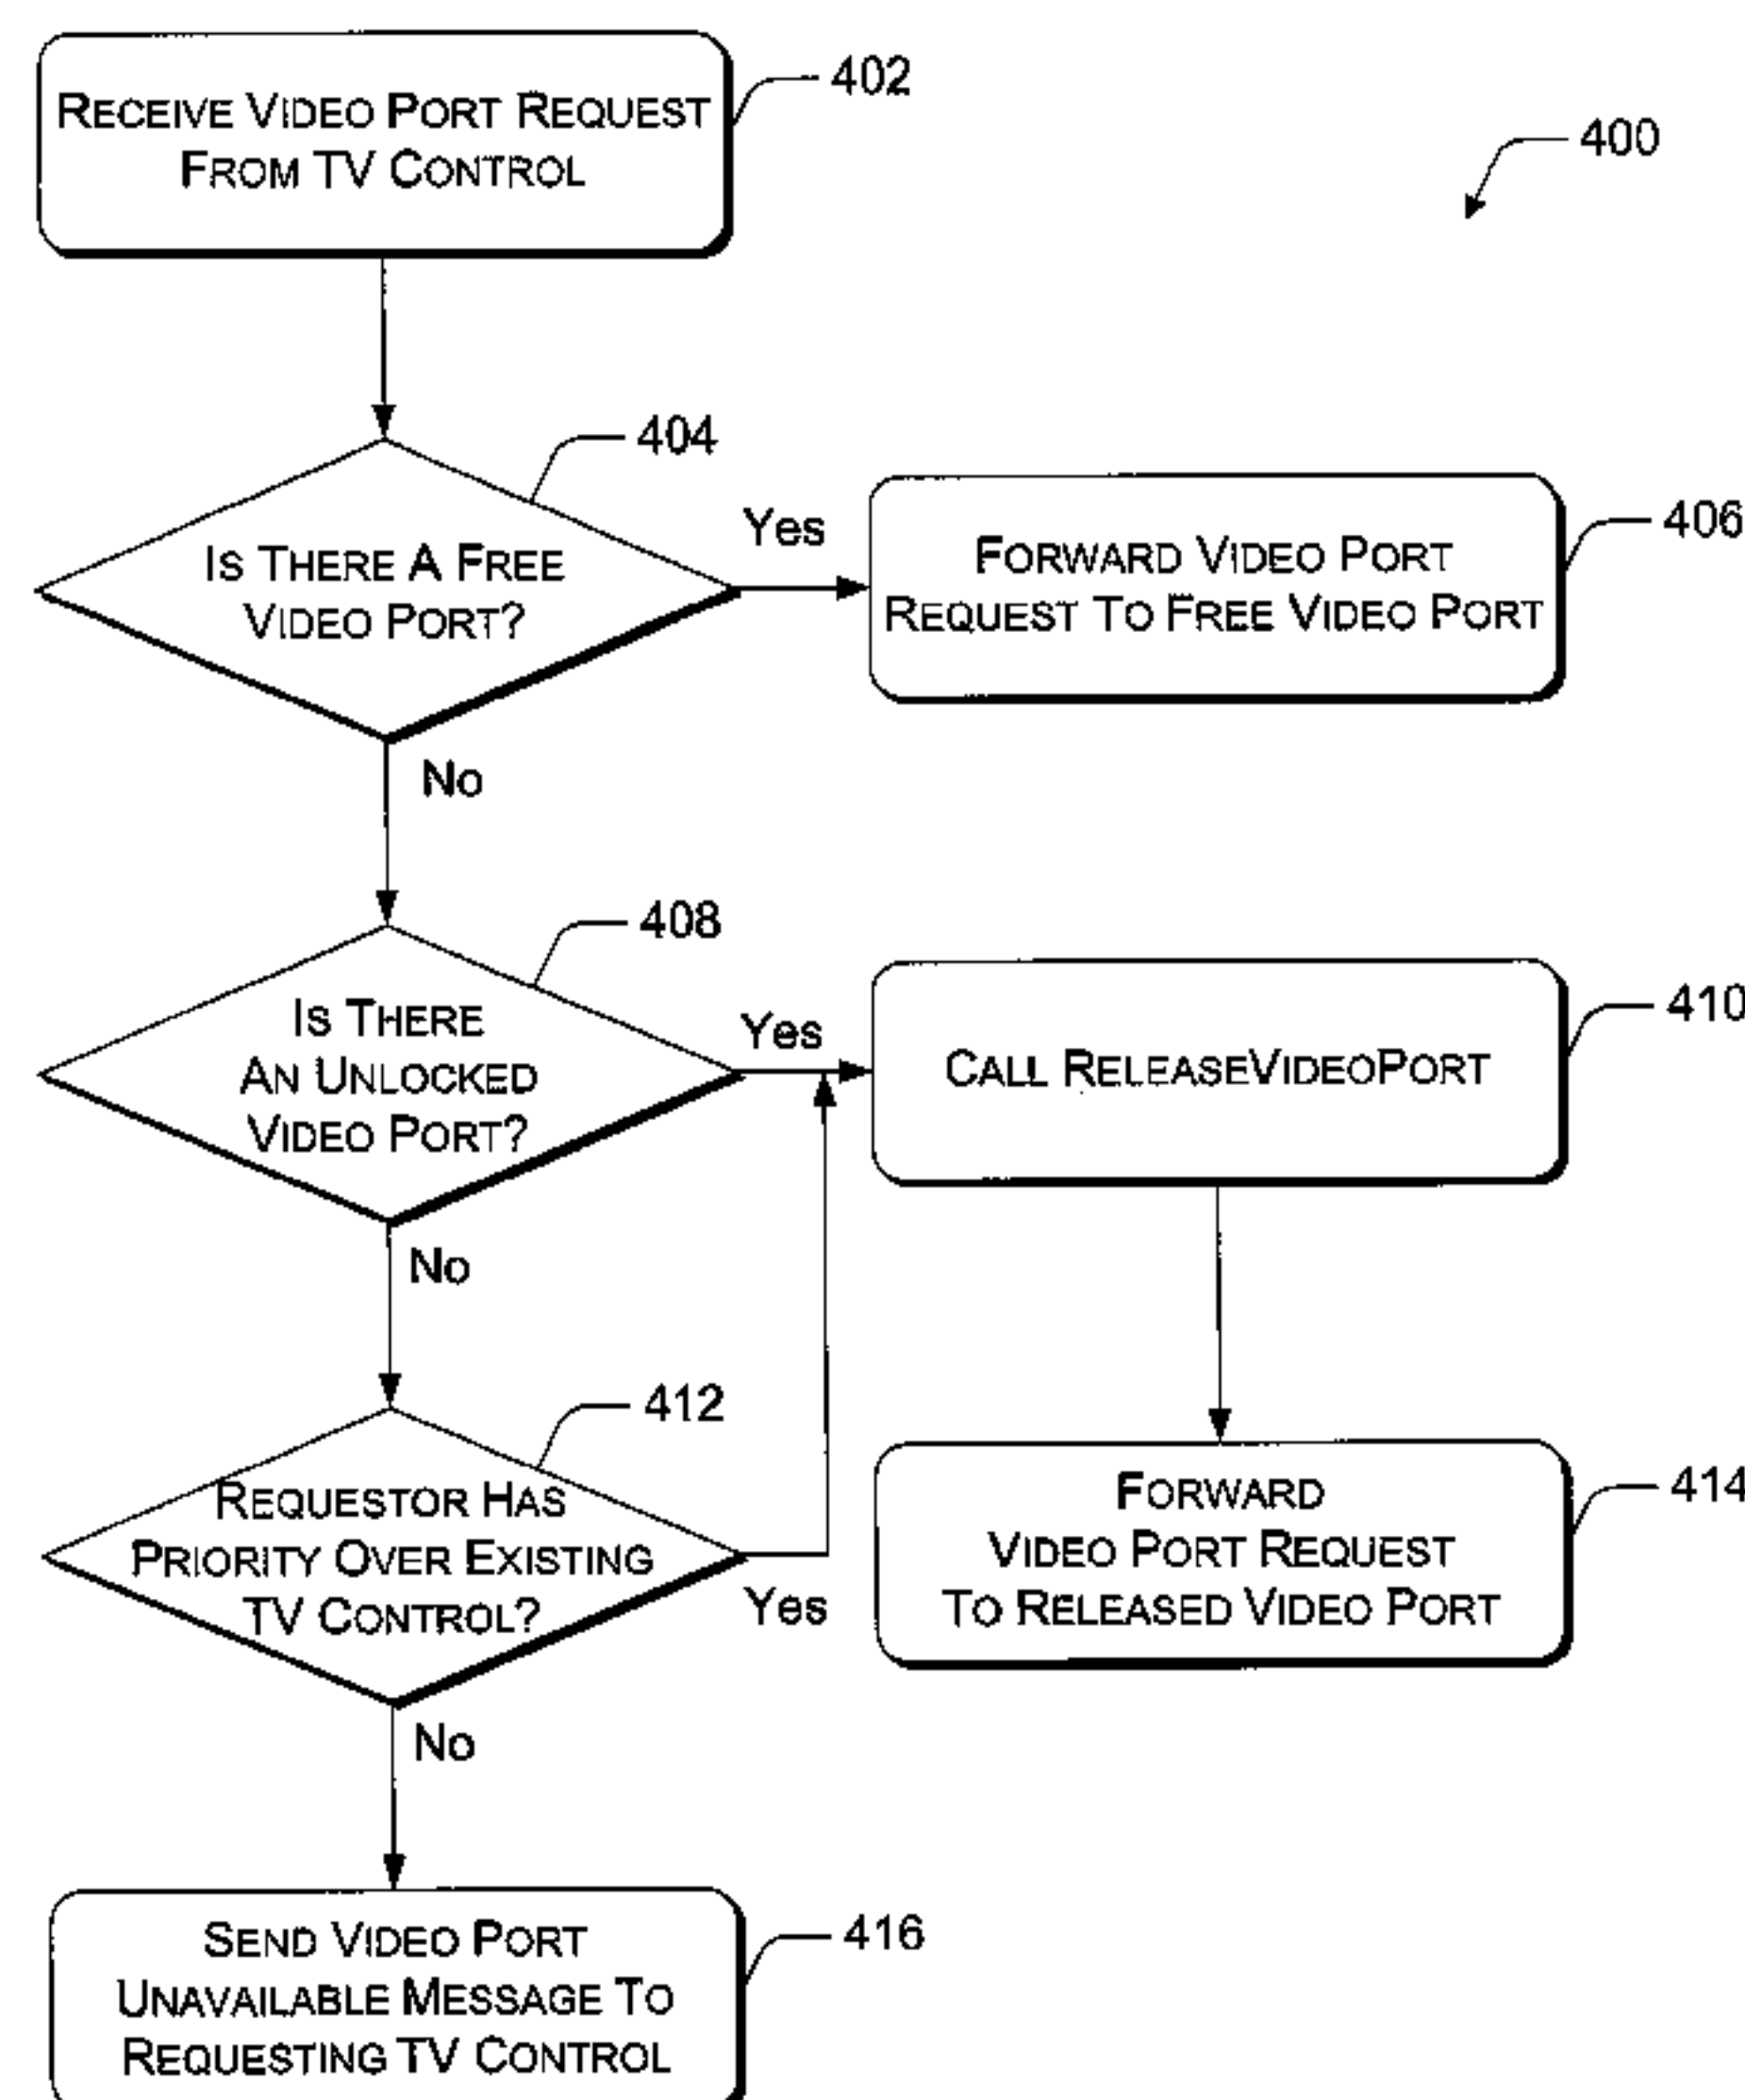 RECEIVE VIDEO PORT REQUEST
FROM TV CONTROL
402
400
IS THERE A FREE
VIDEO PORT?
404
Yes
FORWARD VIDEO PORT
REQUEST TO FREE VIDEO PORT
406
No
IS THERE
AN UNLOCKED
VIDEO PORT?
408
Yes
CALL RELEASEVIDEOPORT
410
No
REQUESTOR HAS
PRIORITY OVER EXISTING
TV CONTROL?
412
Yes
FORWARD
VIDEO PORT REQUEST
TO RELEASED VIDEO PORT
414
No
SEND VIDEO PORT
UNAVAILABLE MESSAGE TO
REQUESTING TV CONTROL
416